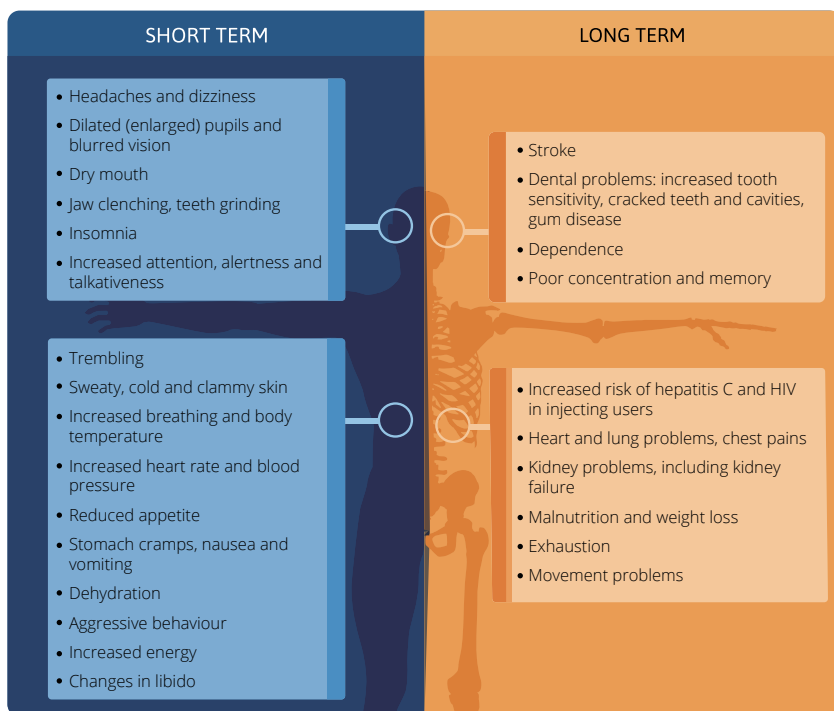 SHORT TERM
• Headaches and dizziness
• Dilated (enlarged) pupils and
blurred vision
• Dry mouth
• Jaw clenching, teeth grinding
• Insomnia
• Increased attention, alertness and
talkativeness
• Trembling
• Sweaty, cold and clammy skin
• Increased breathing and body
temperature
• Increased heart rate and blood
pressure
• Reduced appetite
• Stomach cramps, nausea and
vomiting
• Dehydration
• Aggressive behaviour
• Increased energy
• Changes in libido
LONG TERM
• Stroke
• Dental problems: increased tooth
sensitivity, cracked teeth and cavities,
gum disease
• Dependence
• Poor concentration and memory
• Increased risk of hepatitis C and HIV
in injecting users
• Heart and lung problems, chest pains
• Kidney problems, including kidney
failure
• Malnutrition and weight loss
• Exhaustion
• Movement problems